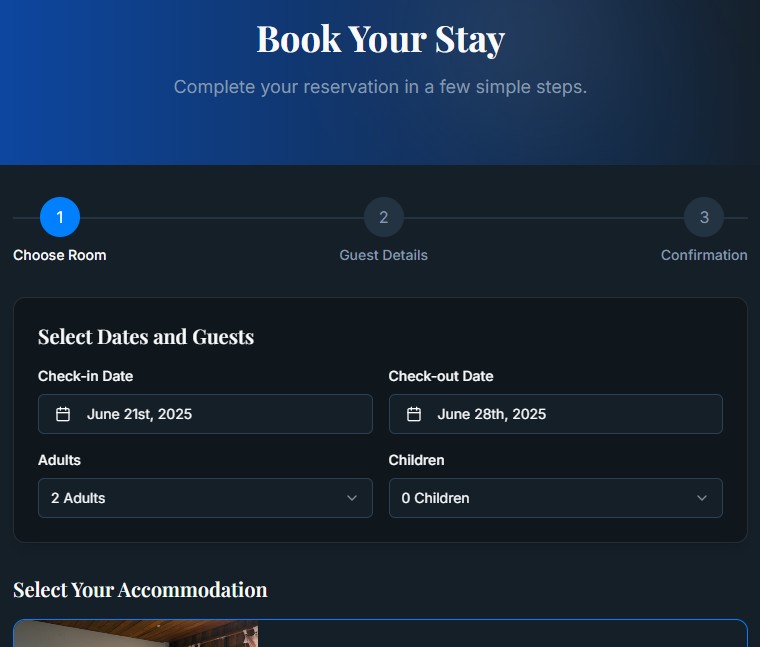 Book Your Stay
Complete your reservation in a few simple steps.
1 2 3
Choose Room Guest Details Confirmation
Select Dates and Guests
Check-in Date Check-out Date
June 21st, 2025 June 28th, 2025
Adults Children
2 Adults 0 Children
Select Your Accommodation